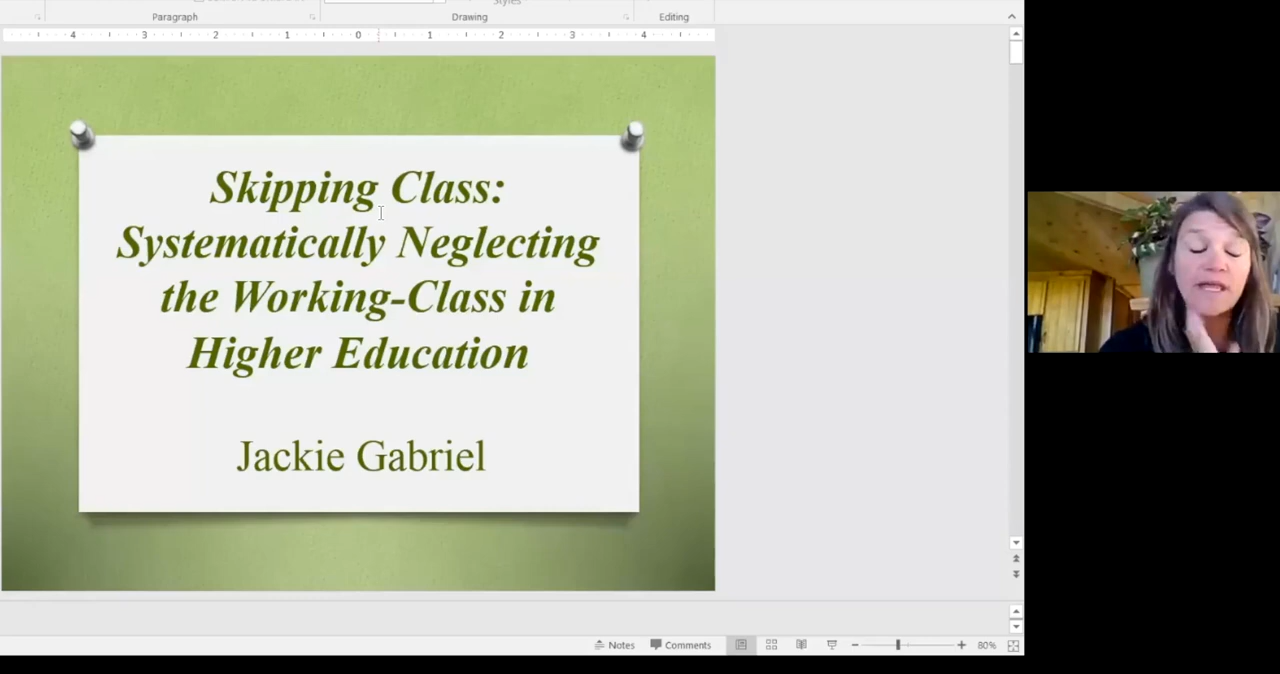 Styles
Paragraph
Drawing
Editing
4 3 2 1 0 1 2 3 4
Skipping Class:
Systematically Neglecting
the Working-Class in
Higher Education
Jackie Gabriel
Notes
Comments
80%